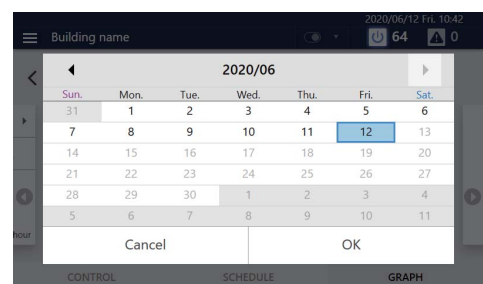 2020/06/12 Fri. 10:42
Building name 64 0
2020/06
Sun. Mon. Tue. Wed. Thu. Fri. Sat.
31 1 2 3 4 5 6
7 8 9 10 11 12 13
14 15 16 17 18 19 20
21 22 23 24 25 26 27
28 29 30 1 2 3 4
5 6 7 8 9 10 11
hour
Cancel OK
CONTROL SCHEDULE GRAPH